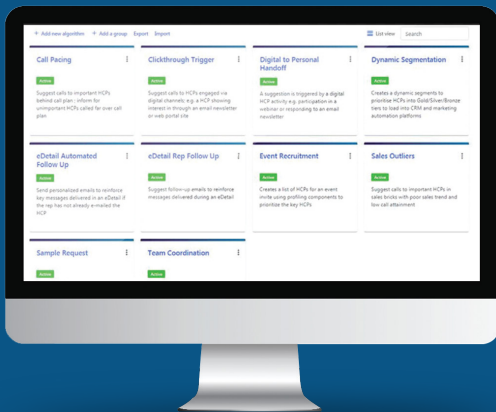 + Add new algorithm + Add a group Export Import
List view Search
Call Pacing
Active
Suggest calls to important HCPs
behind call plan - inform for
unimportant HCPs called far over call
plan
Clickthrough Trigger
Active
Suggest calls to HCPs engaged via
digital channels e.g. a HCP showing
interest in through an email newsletter
or web portal site
Digital to Personal
Handoff
Active
A suggestion is triggered by a digital
HCP activity e.g. participation in a
webinar or responding to an email
newsletter
Dynamic Segmentation
Active
Creates a dynamic segments to
prioritise HCPs into Gold/Silver/Bronze
tiers to load into CRM and marketing
automation platforms
eDetail Automated
Follow Up
Active
Send personalized emails to reinforce
key messages delivered in an eDetail if
the rep has not already e-mailed the
HCP
eDetail Rep Follow Up
Active
Suggest follow-up emails to reinforce
messages delivered during an eDetail
Event Recruitment
Active
Creates a list of HCPs for an event
invite using profiling components to
prioritise the key HCPs
Sales Outliers
Active
Suggest calls to important HCPs in
sales bricks with poor sales trend and
low call attainment
Sample Request
Active
Team Coordination
Active